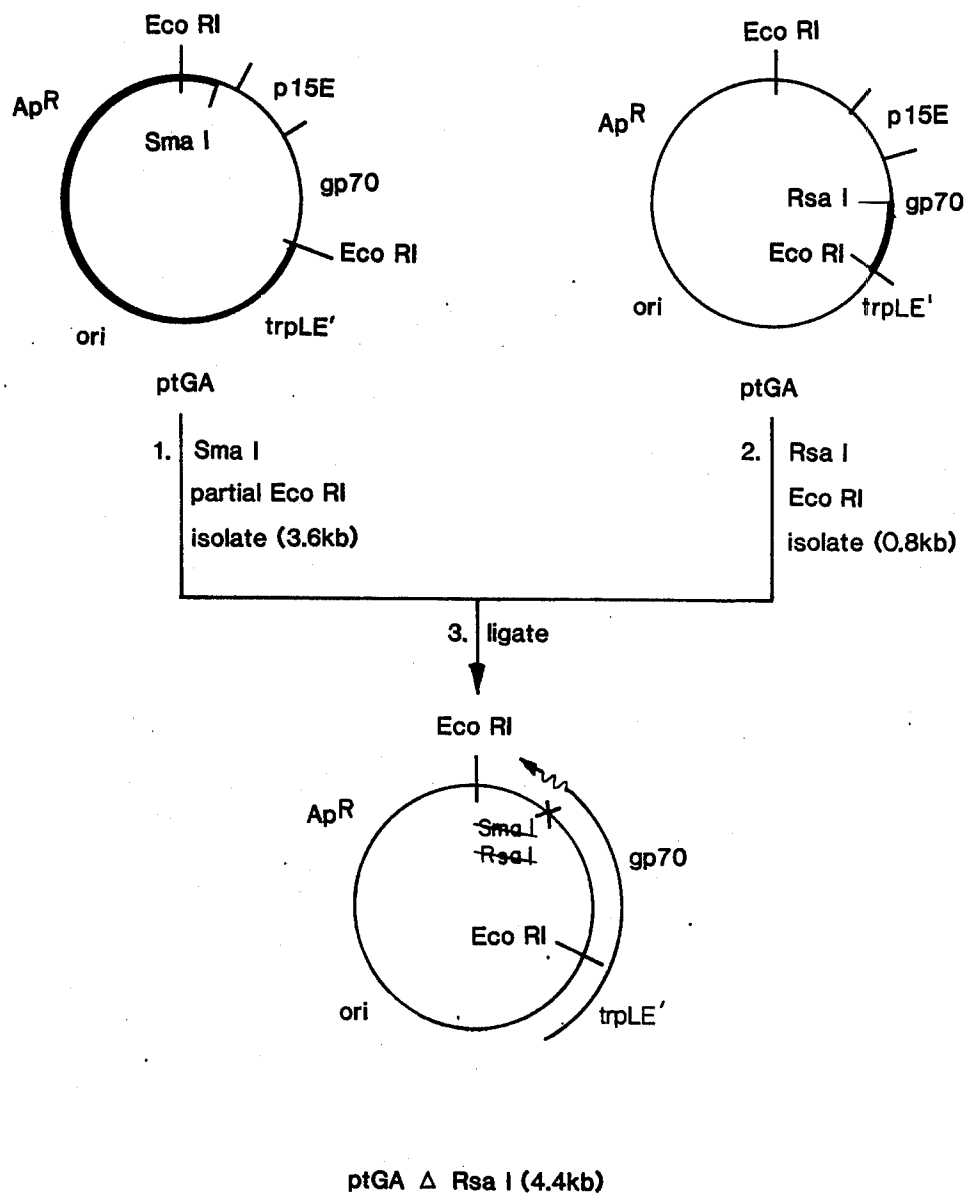 Eco RI
ApR
p15E
Sma I
gp70
Eco RI
trpLE'
ori
ptGA
Eco RI
ApR
p15E
Rsa I
gp70
Eco RI
trpLE'
ori
ptGA
1. Sma I
partial Eco RI
isolate (3.6kb)
2. Rsa I
Eco RI
isolate (0.8kb)
3. ligate
Eco RI
ApR
Sma I
Rsa I
gp70
Eco RI
ori
trpLE'
ptGA Δ Rsa I (4.4kb)